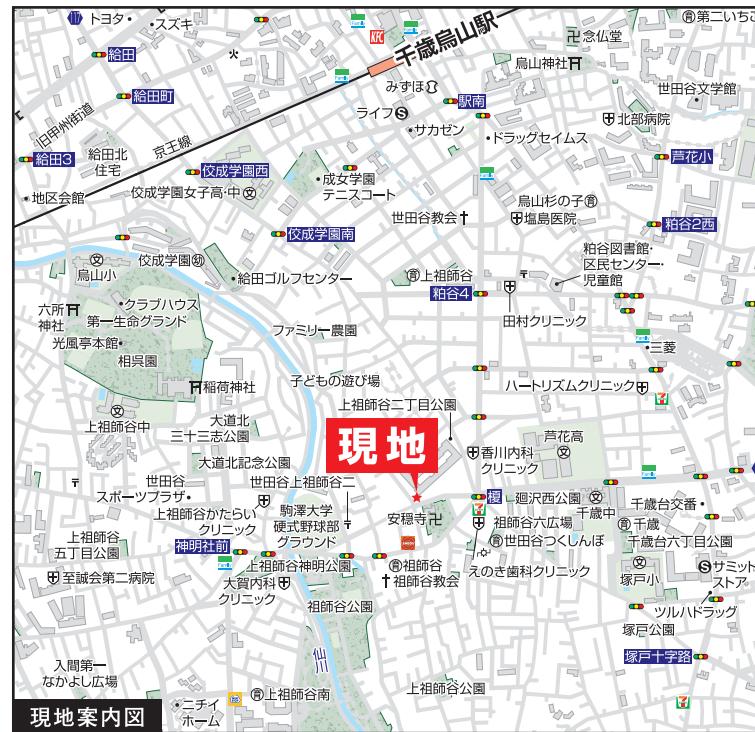 トヨタ
スズキ
KFC
千歳烏山駅
念仏堂
給田
烏山神社
みずほ
世田谷文学館
給田町
駅南
ライフ
サカゼン
北部病院
旧甲州街道
京王線
ドラッグセイムス
給田3
給田北
住宅
佼成学園西
芦花小
成女学園
テニスコート
地区会館
佼成学園女子高・中
烏山杉の子
世田谷教会
塩島医院
粕谷2西
佼成学園南
粕谷図書館・
区民センター・
児童館
烏山小
佼成学園
給田ゴルフセンター
上祖師谷
粕谷4
田村クリニック
六所
神社
クラブハウス
第一生命グランド
ファミリー農園
光風亭本館
三菱
相呉園
子どもの遊び場
稲荷神社
ハートリズムクリニック
上祖師谷二丁目公園
上祖師谷中
大道北
三十三志公園
現地
芦花高
香川内科
クリニック
大道北記念公園
世田谷
スポーツプラザ
世田谷上祖師谷二
榎
廻沢西公園
千歳中
千歳台交番
上祖師谷かたらい
クリニック
駒澤大学
硬式野球部
グラウンド
安穏寺
祖師谷六広場
千歳
千歳台六丁目公園
上祖師谷
五丁目公園
神明社前
世田谷つくしんぼ
上祖師谷神明公園
祖師谷
祖師谷教会
えのき歯科クリニック
塚戸小
サミット
ストア
至誠会第二病院
大賀内科
クリニック
祖師谷公園
ツルハドラッグ
塚戸公園
塚戸十字路
入間第一
なかよし広場
上祖師谷南
上祖師谷公園
ニチイ
ホーム
現地案内図